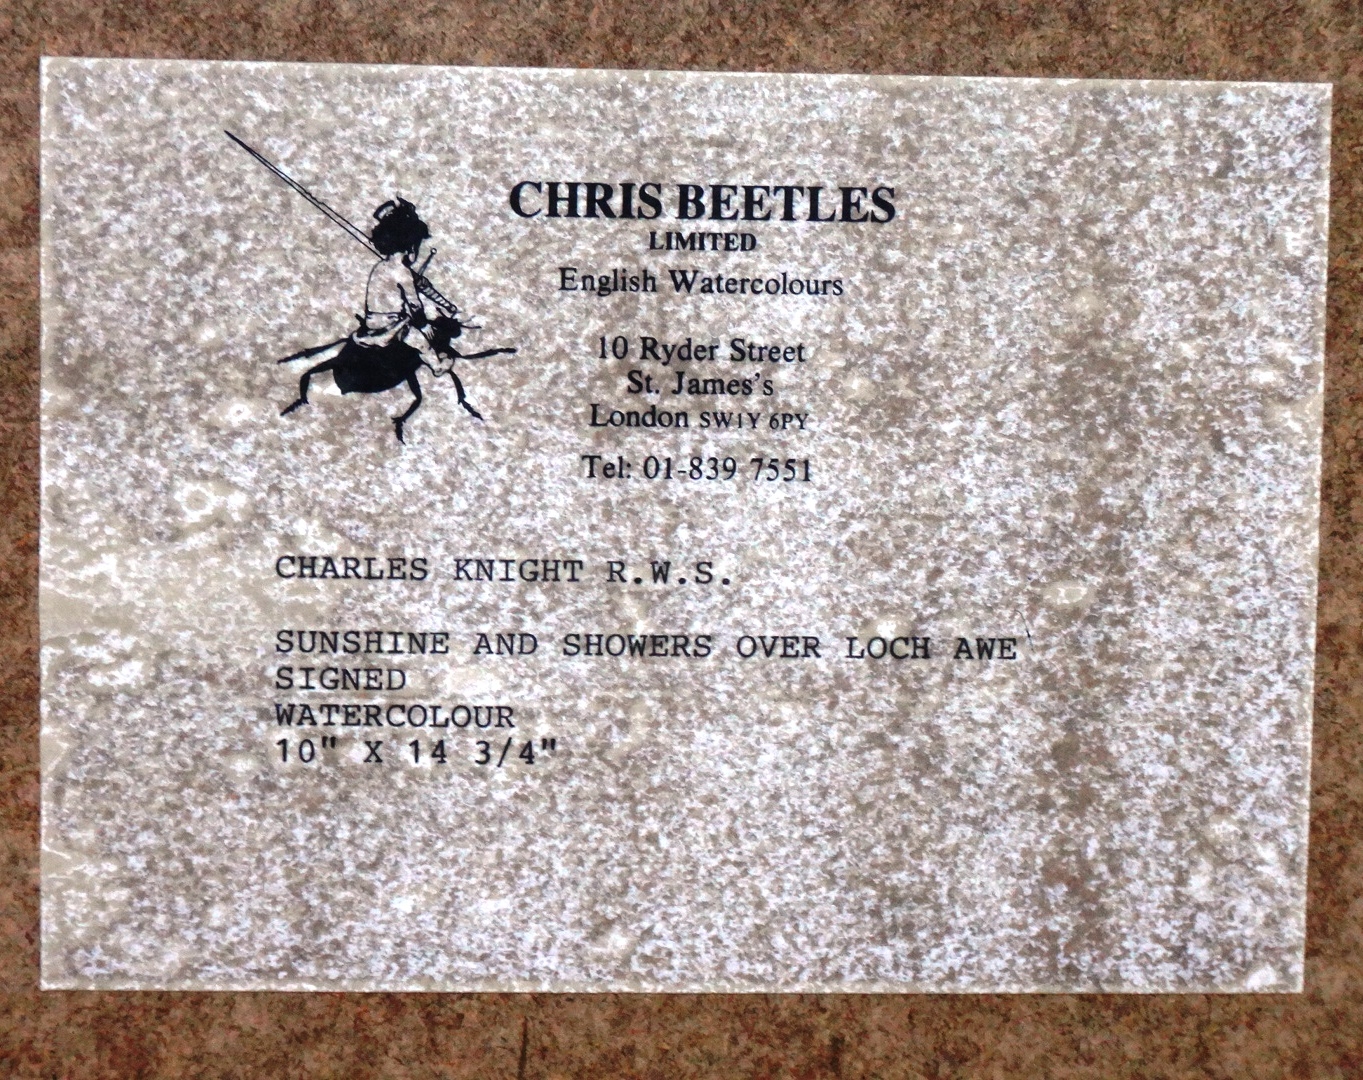 CHRIS BEETLES
LIMITED
English Watercolours
10 Ryder Street
St. James's
London SW1Y 6PY
Tel: 01-839 7551
CHARLES KNIGHT R.W.S.
SUNSHINE AND SHOWERS OVER LOCH AWE
SIGNED
WATERCOLOUR
10" X 14 3/4"